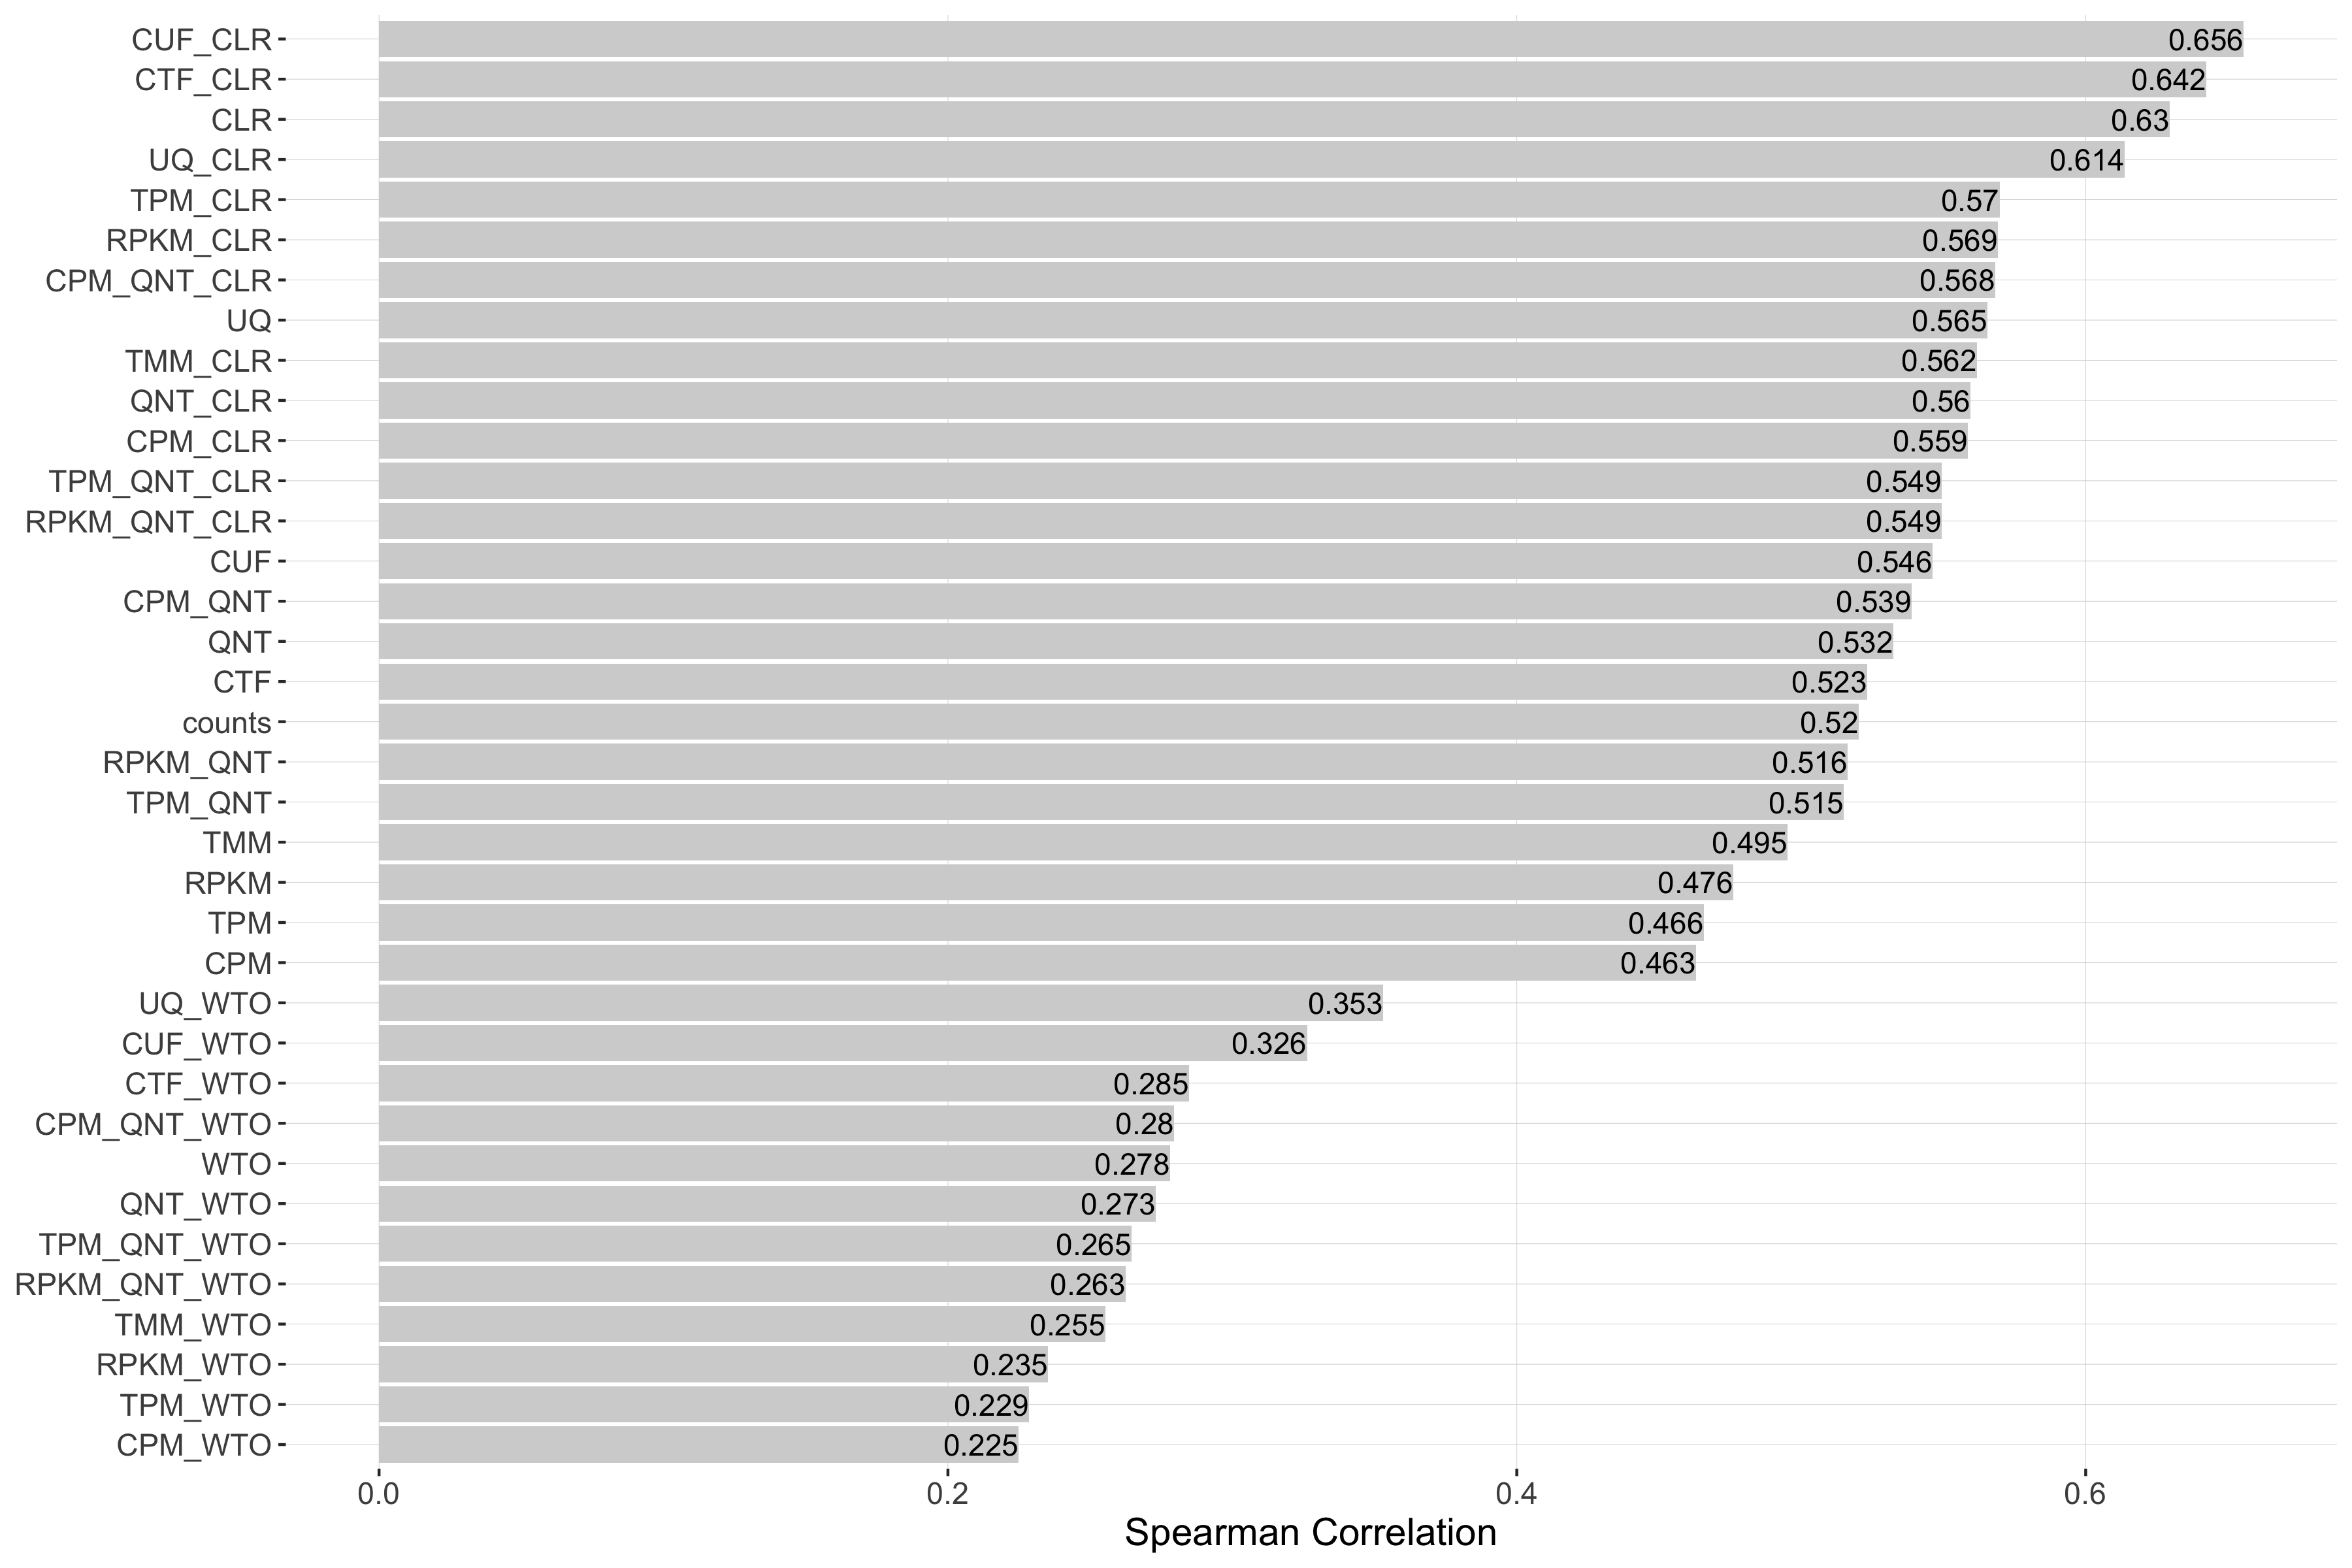 CUF_CLR 0.656
CTF_CLR 0.642
CLR 0.63
UQ_CLR 0.614
TPM_CLR 0.57
RPKM_CLR 0.569
CPM_QNT_CLR 0.568
UQ 0.565
TMM_CLR 0.562
QNT_CLR 0.56
CPM_CLR 0.559
TPM_QNT_CLR 0.549
RPKM_QNT_CLR 0.549
CUF 0.546
CPM_QNT 0.539
QNT 0.532
CTF 0.523
counts 0.52
RPKM_QNT 0.516
TPM_QNT 0.515
TMM 0.495
RPKM 0.476
TPM 0.466
CPM 0.463
UQ_WTO 0.353
CUF_WTO 0.326
CTF_WTO 0.285
CPM_QNT_WTO 0.28
WTO 0.278
QNT_WTO 0.273
TPM_QNT_WTO 0.265
RPKM_QNT_WTO 0.263
TMM_WTO 0.255
RPKM_WTO 0.235
TPM_WTO 0.229
CPM_WTO 0.225
0.0 0.2 0.4 0.6
Spearman Correlation